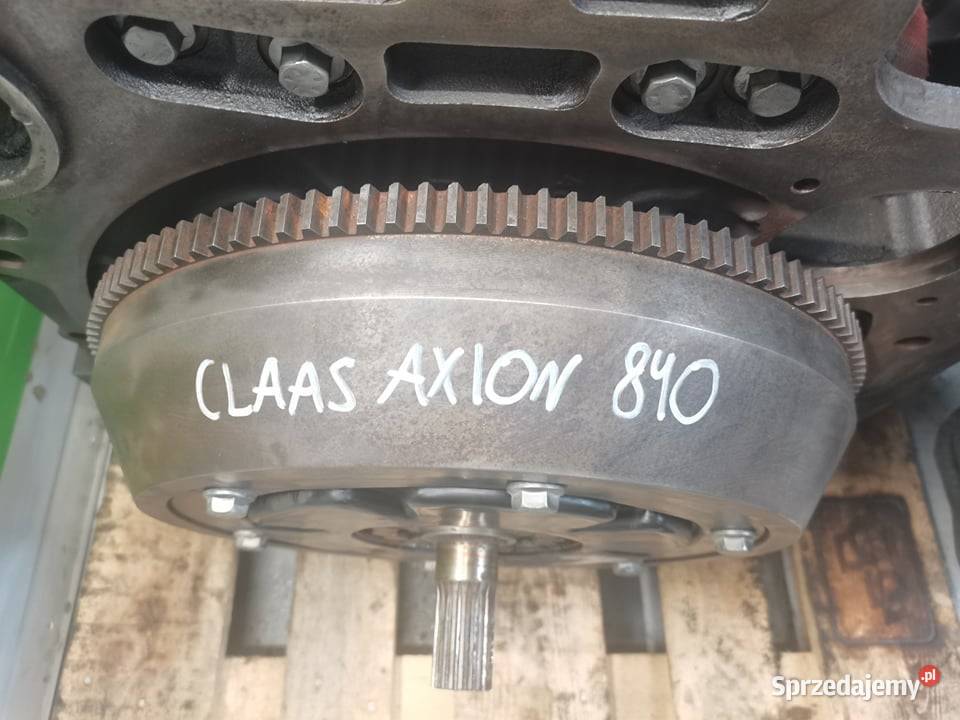 CLAAS AXION 840
Sprzedajemy.pl